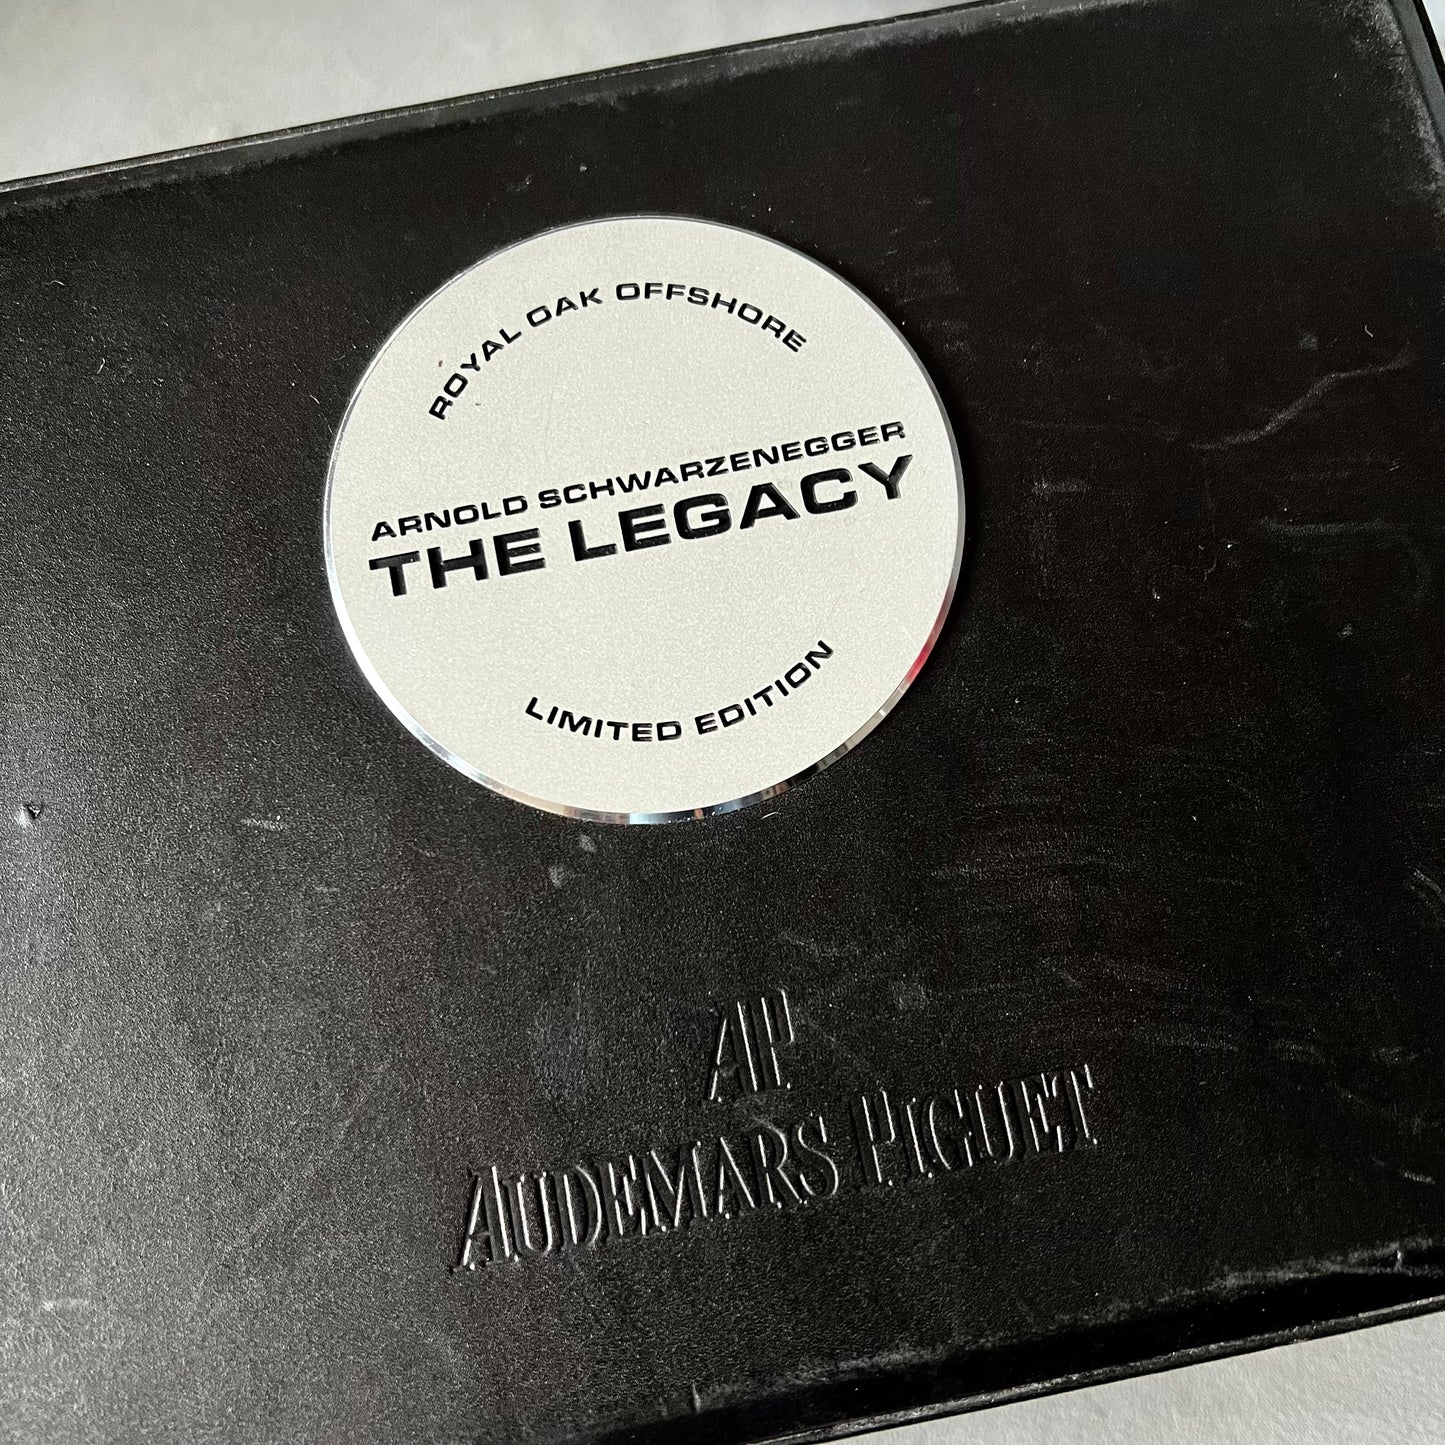 ROYAL OAK OFFSHORE
ARNOLD SCHWARZENEGGER
THE LEGACY
LIMITED EDITION
AP
AUDEMARS PIGUET